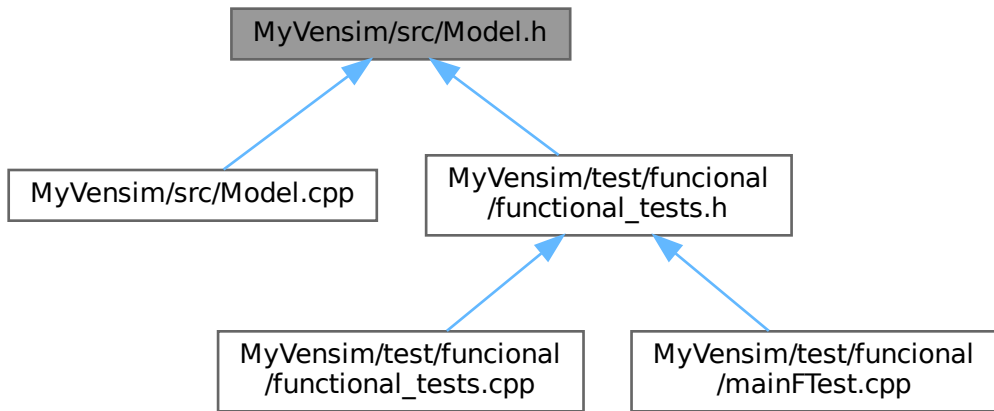 MyVensim/src/Model.h
MyVensim/src/Model.cpp
MyVensim/test/funcional
/functional_tests.h
MyVensim/test/funcional
/functional_tests.cpp
MyVensim/test/funcional
/mainFTest.cpp